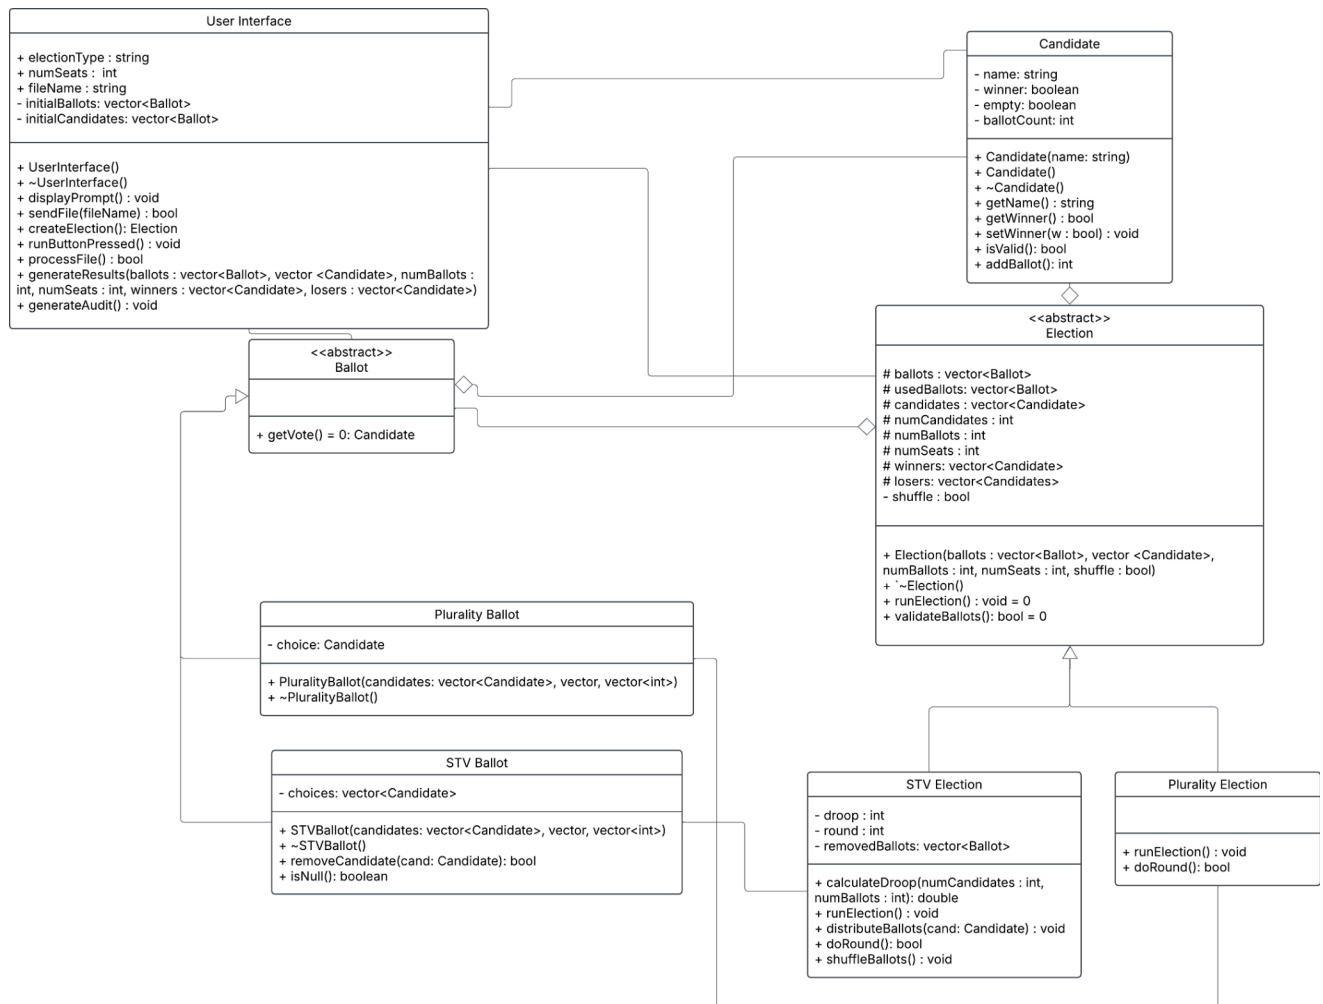 User Interface
+ electionType : string
+ numSeats :  int
+ fileName : string
- initialBallots: vector<Ballot>
- initialCandidates: vector<Ballot>
+ UserInterface()
+ ~UserInterface()
+ displayPrompt() : void
+ sendFile(fileName) : bool
+ createElection(): Election
+ runButtonPressed() : void
+ processFile() : bool
+ generateResults(ballots : vector<Ballot>, vector <Candidate>, numBallots :
int, numSeats : int, winners : vector<Candidate>, losers : vector<Candidate>)
+ generateAudit() : void
Candidate
- name: string
- winner: boolean
- empty: boolean
- ballotCount: int
+ Candidate(name: string)
+ Candidate()
+ ~Candidate()
+ getName() : string
+ getWinner() : bool
+ setWinner(w : bool) : void
+ isValid(): bool
+ addBallot(): int
<<abstract>>
Ballot
+ getVote() = 0: Candidate
<<abstract>>
Election
# ballots : vector<Ballot>
# usedBallots: vector<Ballot>
# candidates : vector<Candidate>
# numCandidates : int
# numBallots : int
# numSeats : int
# winners: vector<Candidate>
# losers: vector<Candidates>
- shuffle : bool
+ Election(ballots : vector<Ballot>, vector <Candidate>,
numBallots : int, numSeats : int, shuffle : bool)
+ `~Election()
+ runElection() : void = 0
+ validateBallots(): bool = 0
Plurality Ballot
- choice: Candidate
+ PluralityBallot(candidates: vector<Candidate>, vector, vector<int>)
+ ~PluralityBallot()
STV Ballot
- choices: vector<Candidate>
+ STVBallot(candidates: vector<Candidate>, vector, vector<int>)
+ ~STVBallot()
+ removeCandidate(cand: Candidate): bool
+ isNull(): boolean
STV Election
- droop : int
- round : int
- removedBallots: vector<Ballot>
+ calculateDroop(numCandidates : int,
numBallots : int): double
+ runElection() : void
+ distributeBallots(cand: Candidate) : void
+ doRound(): bool
+ shuffleBallots() : void
Plurality Election
+ runElection() : void
+ doRound(): bool